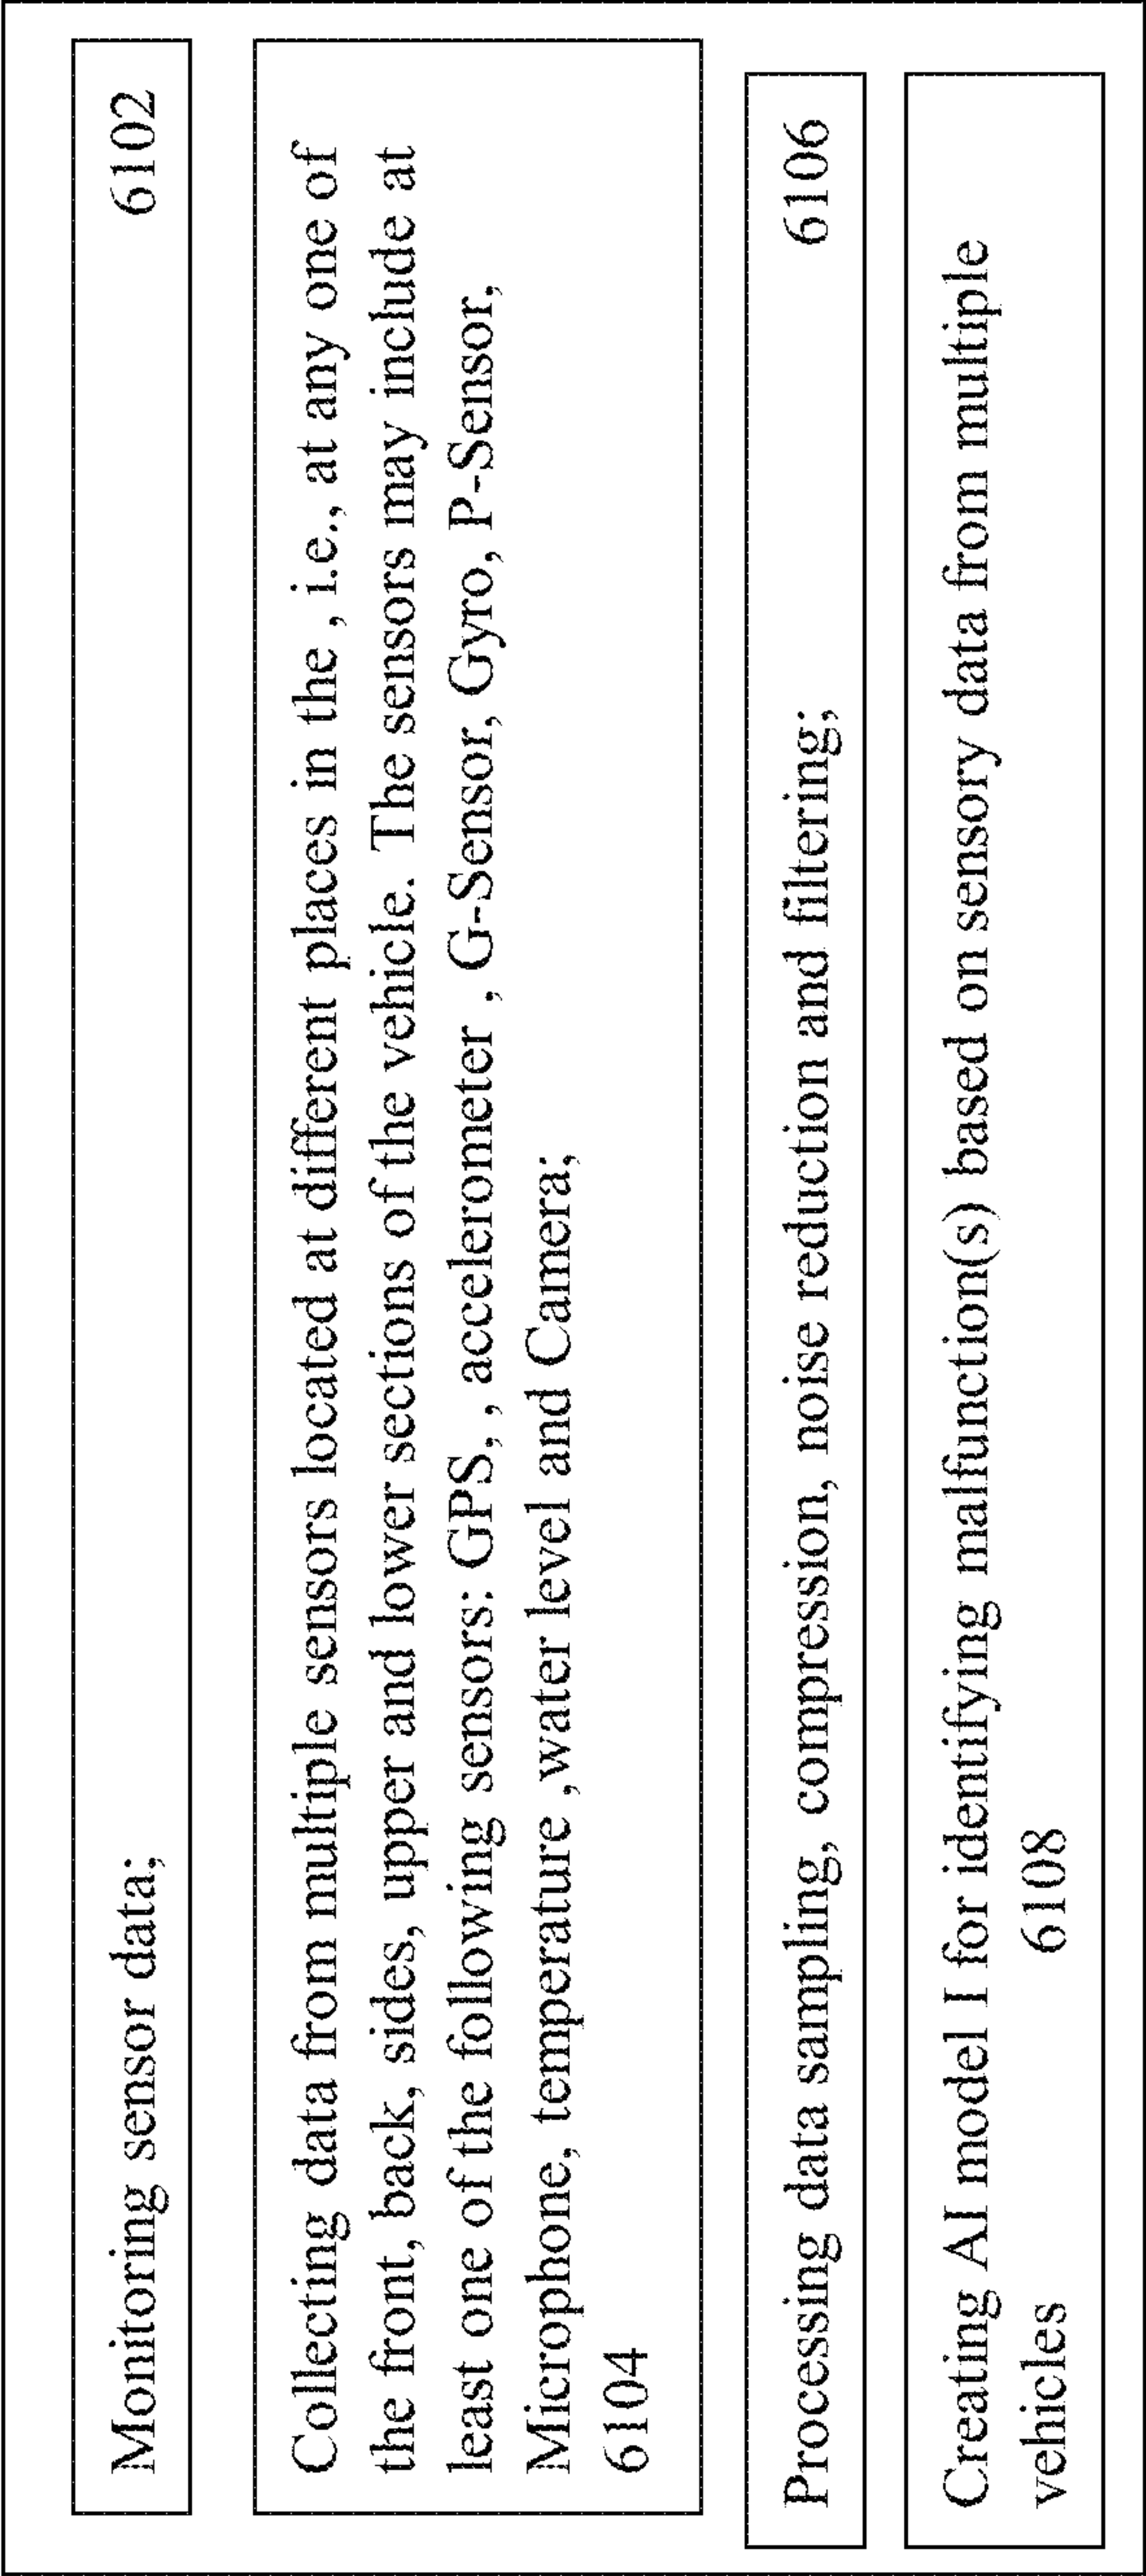 Monitoring sensor data; 6102
Collecting data from multiple sensors located at different places in the , i.e., at any one of
the front, back, sides, upper and lower sections of the vehicle. The sensors may include at
least one of the following sensors: GPS, , accelerometer , G-Sensor, Gyro, P-Sensor,
Microphone, temperature ,water level and Camera;
6104
Processing data sampling, compression, noise reduction and filtering; 6106
Creating AI model I for identifying malfunction(s) based on sensory data from multiple
vehicles 6108